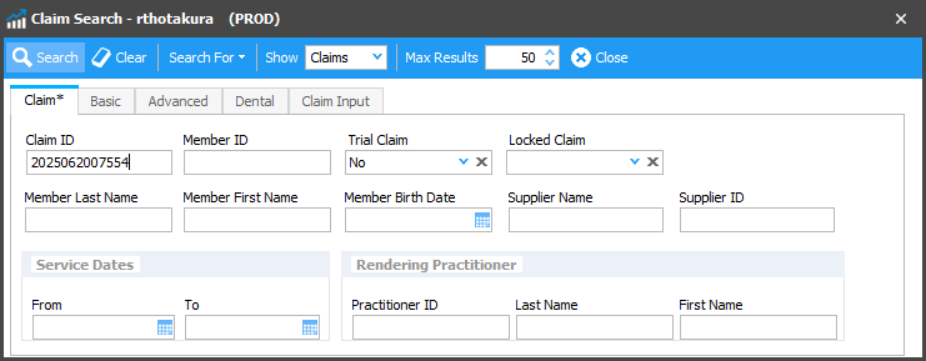 Claim Search - rthotakura (PROD)
Search Clear Search For Show Claims Max Results 50 Close
Claim* Basic Advanced Dental Claim Input
Claim ID Member ID Trial Claim Locked Claim
2025062007554 No
Member Last Name Member First Name Member Birth Date Supplier Name Supplier ID
Service Dates Rendering Practitioner
From To Practitioner ID Last Name First Name